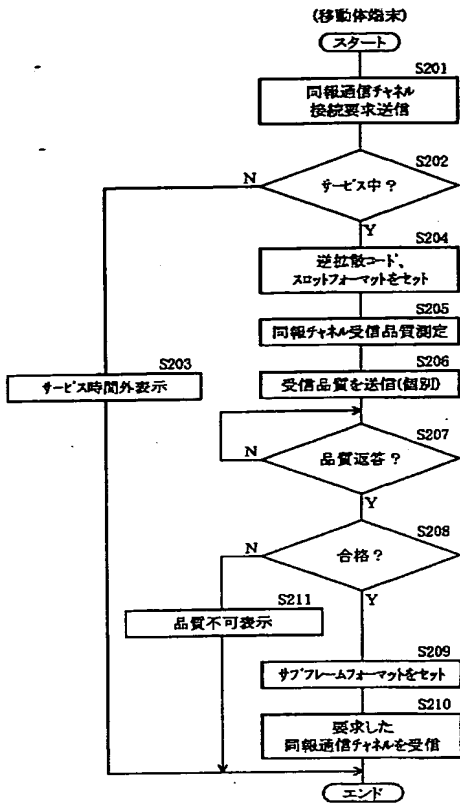 (移動体端末)
スタート
S201
同報通信チャネル
接続要求送信
S202
N
サービス中？
Y
S204
逆拡散コード、
スロットフォーマットをセット
S205
同報チャネル受信品質測定
S203
サービス時間外表示
S206
受信品質を送信(個別)
S207
品質返答？
N
Y
S208
N
合格？
Y
S211
品質不可表示
S209
サブフレームフォーマットをセット
S210
要求した
同報通信チャネルを受信
エンド